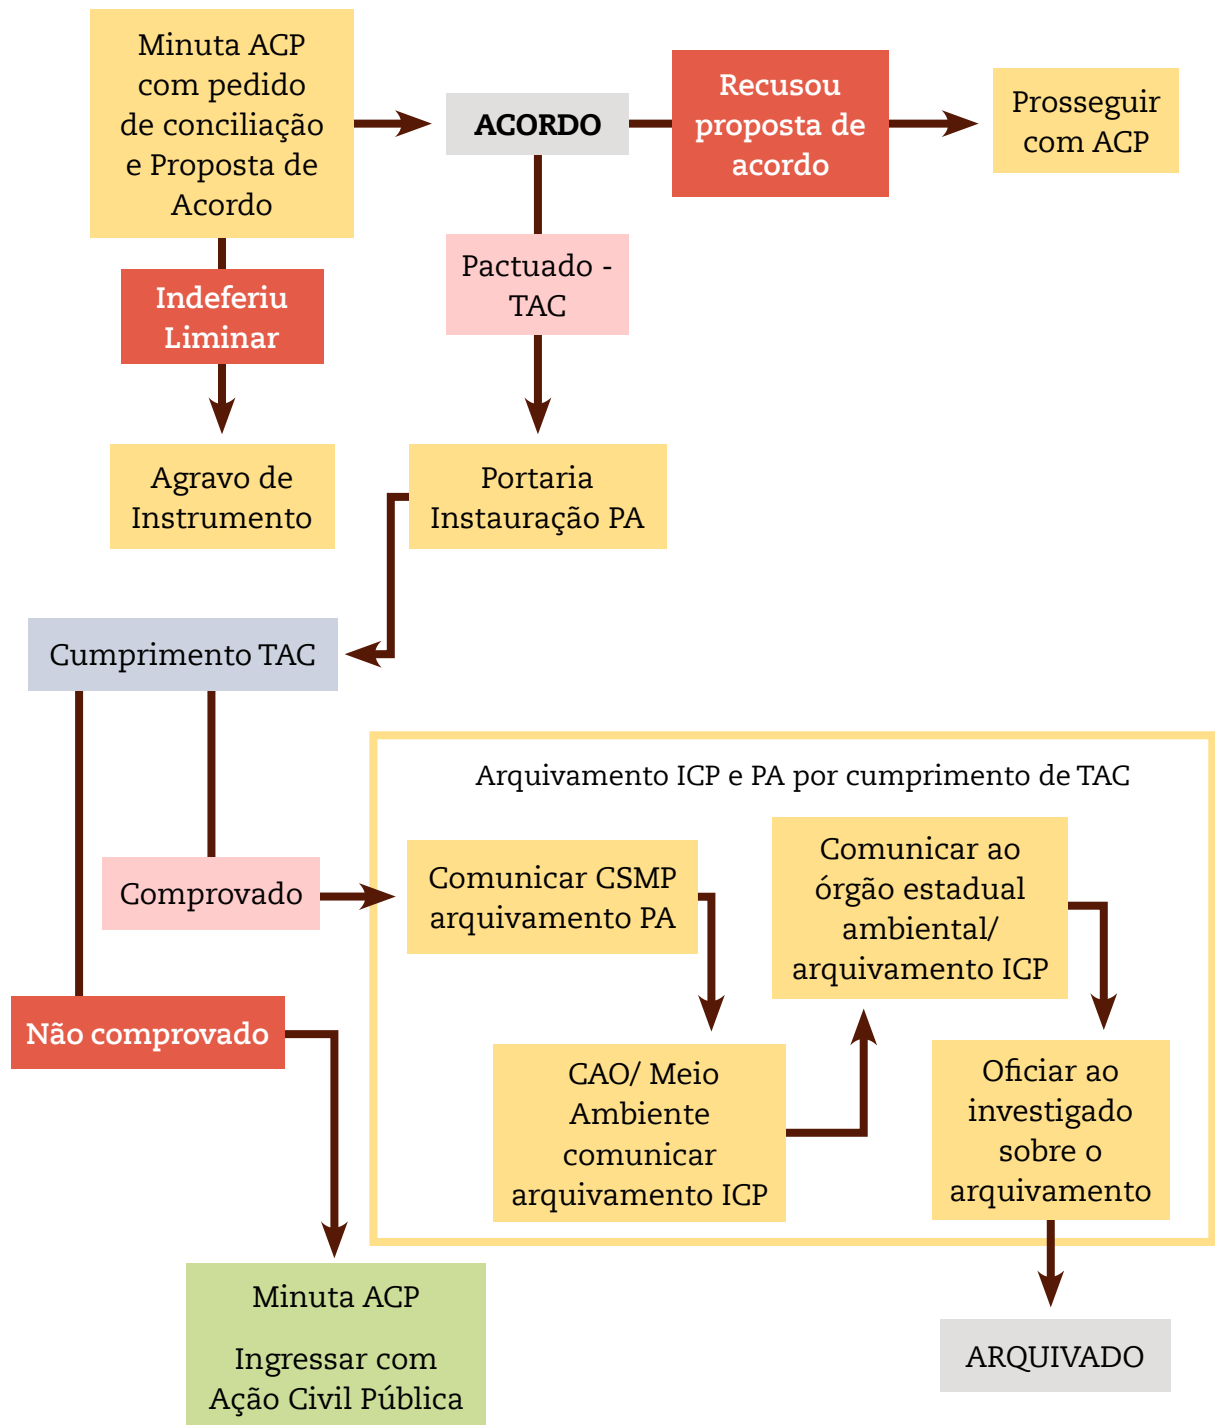 Minuta ACP
com pedido
de conciliação
e Proposta de
Acordo
ACORDO
Recusou
proposta de
acordo
Prosseguir
com ACP
Indeferiu
Liminar
Pactuado -
TAC
Agravo de
Instrumento
Portaria
Instauração PA
Cumprimento TAC
Arquivamento ICP e PA por cumprimento de TAC
Comprovado
Comunicar CSMP
arquivamento PA
Comunicar ao
órgão estadual
ambiental/
arquivamento ICP
Não comprovado
CAO/ Meio
Ambiente
comunicar
arquivamento ICP
Oficiar ao
investigado
sobre o
arquivamento
Minuta ACP
Ingressar com
Ação Civil Pública
ARQUIVADO